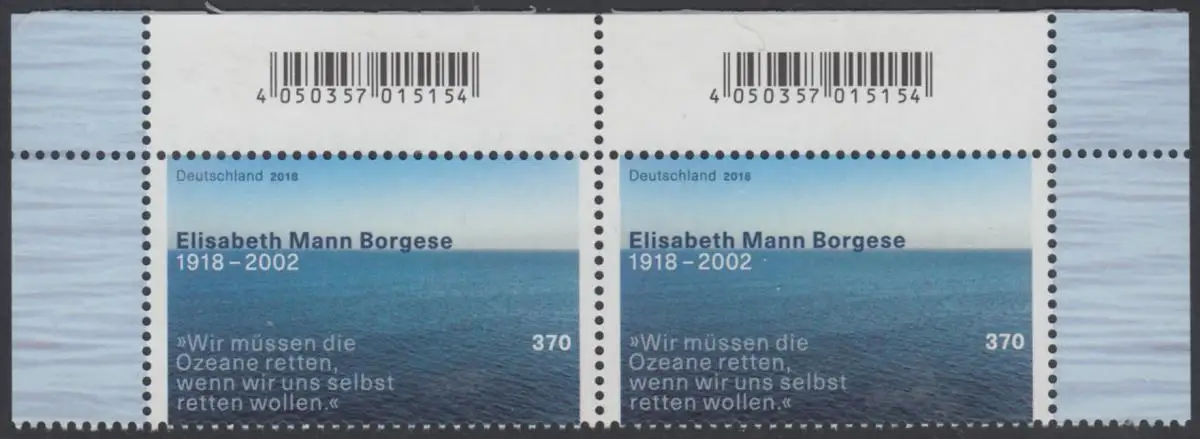 4 050357 015154
4 050357 015154
Deutschland 2018
Elisabeth Mann Borgese
1918 – 2002
»Wir müssen die
Ozeane retten,
wenn wir uns selbst
retten wollen.«
370
Deutschland 2018
Elisabeth Mann Borgese
1918 – 2002
»Wir müssen die
Ozeane retten,
wenn wir uns selbst
retten wollen.«
370